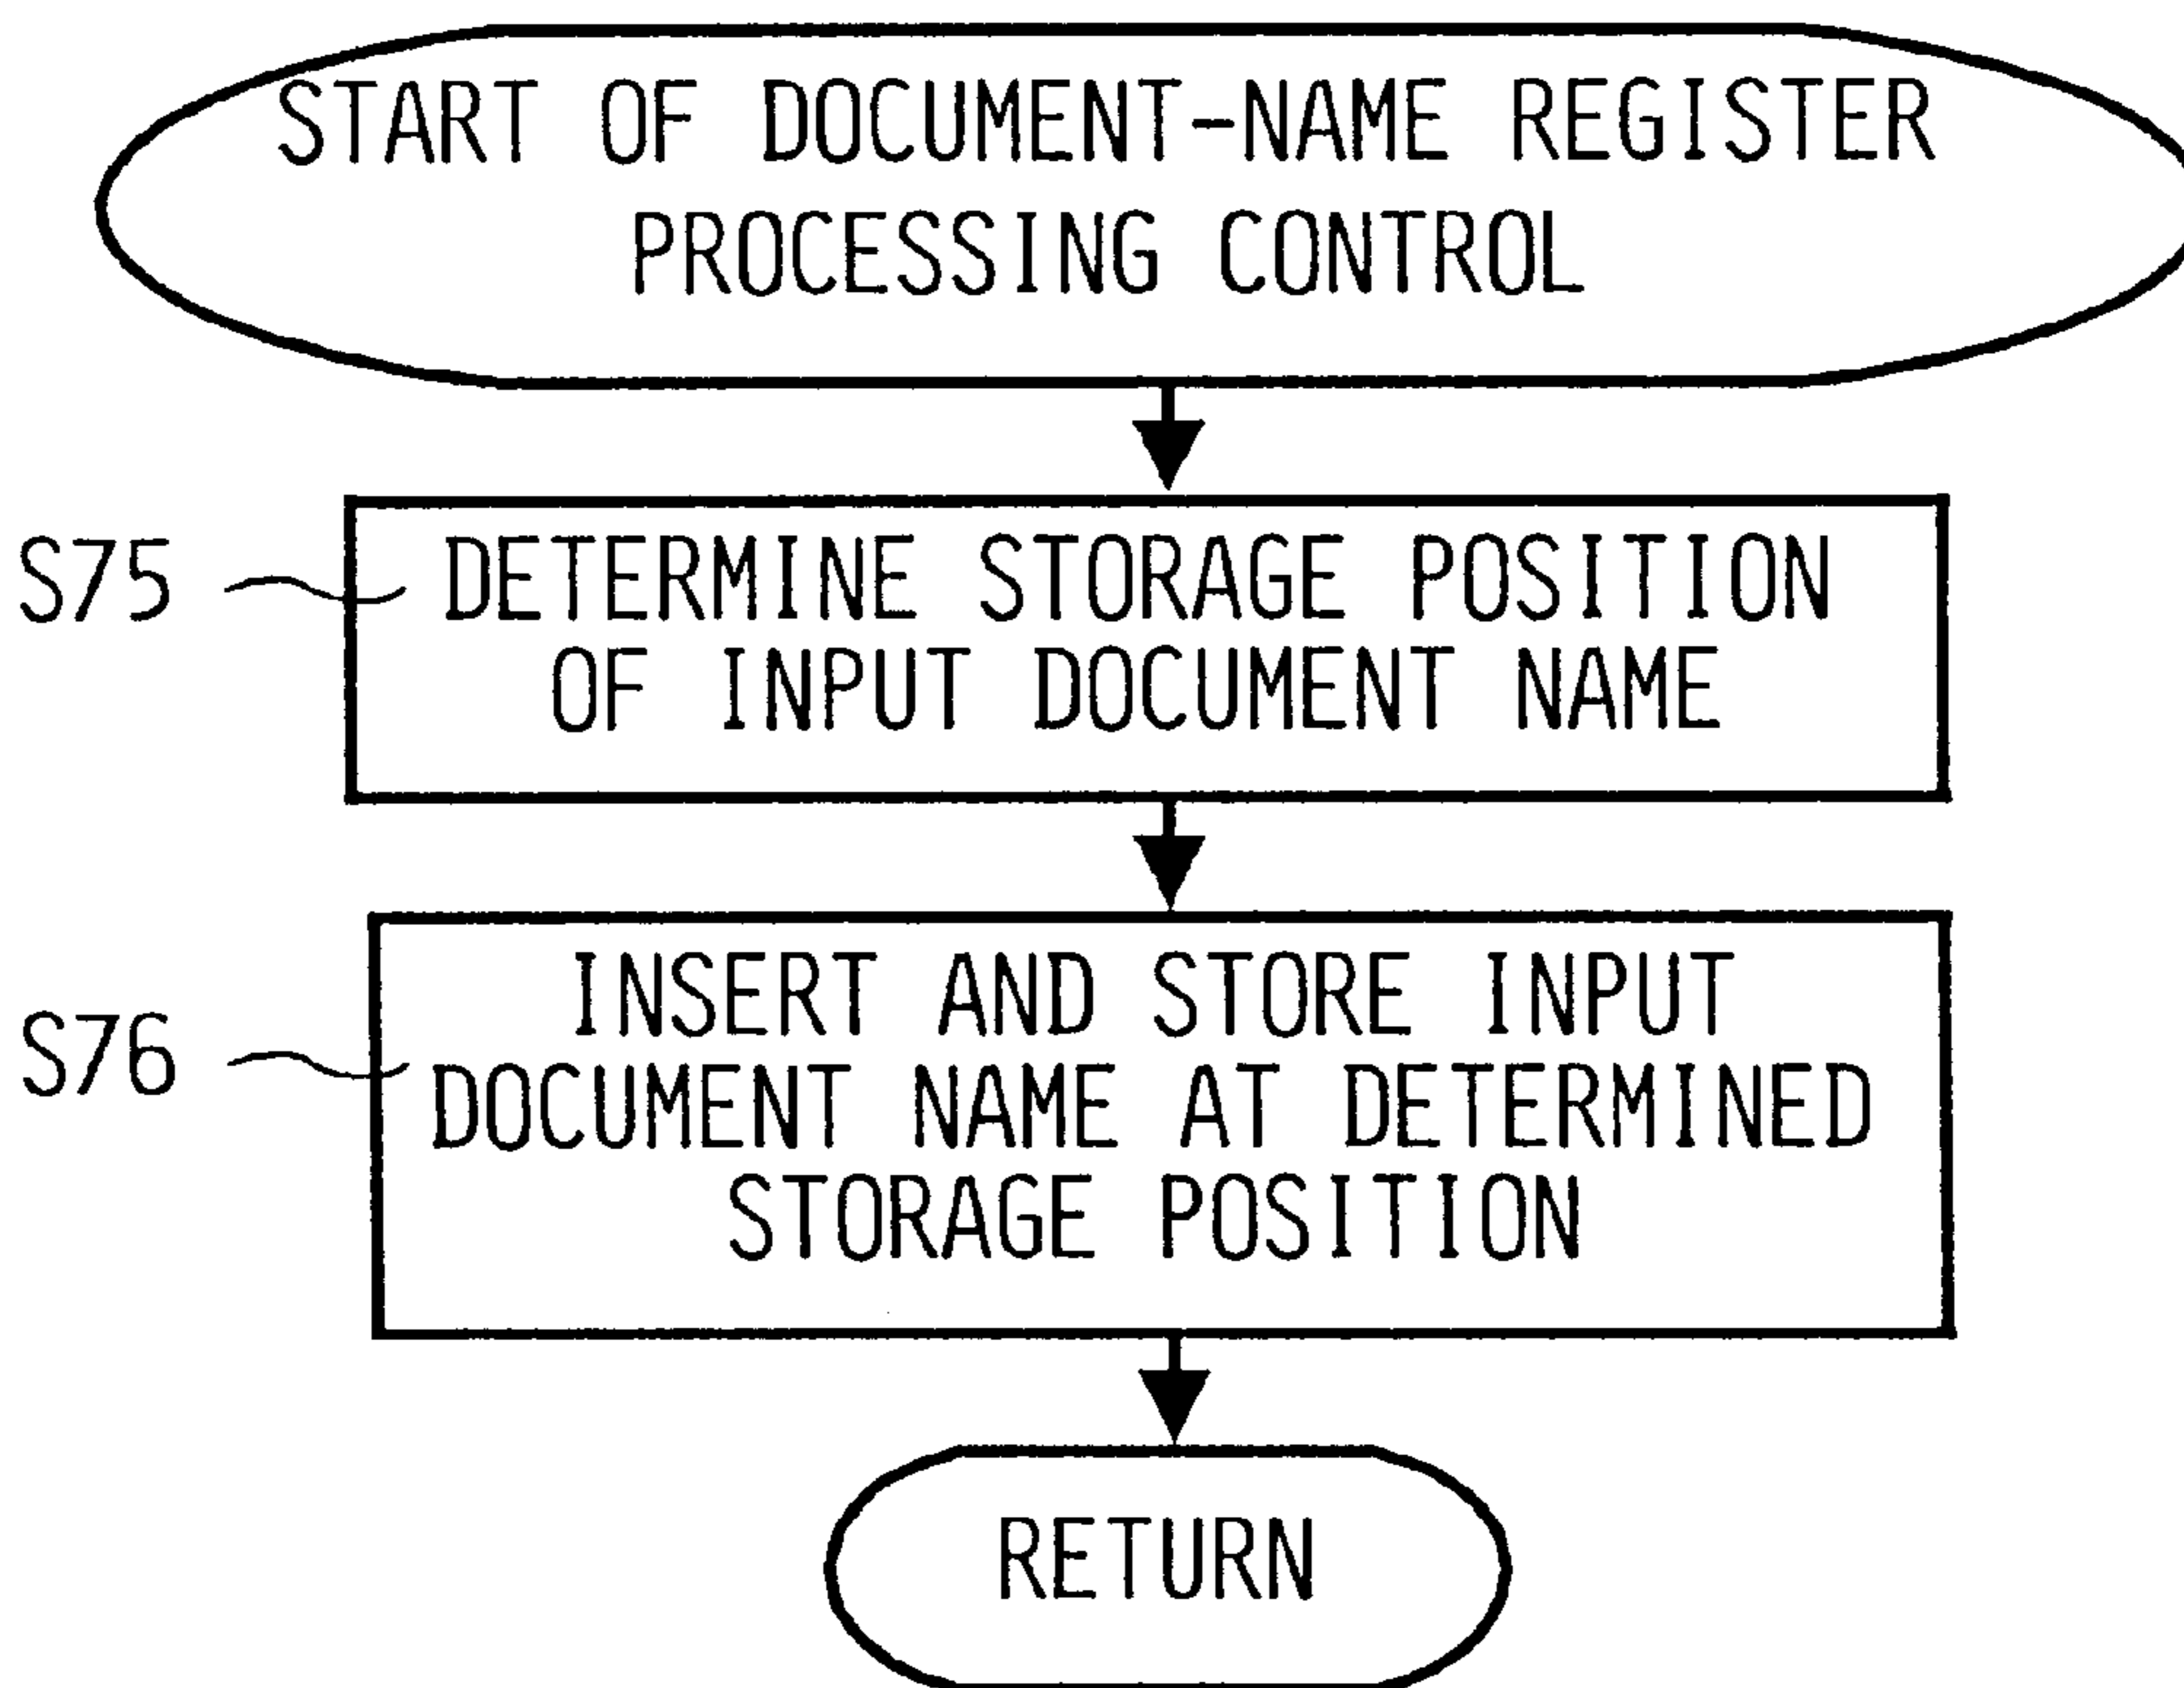 START OF DOCUMENT-NAME REGISTER
PROCESSING CONTROL
S75
DETERMINE STORAGE POSITION
OF INPUT DOCUMENT NAME
S76
INSERT AND STORE INPUT
DOCUMENT NAME AT DETERMINED
STORAGE POSITION
RETURN